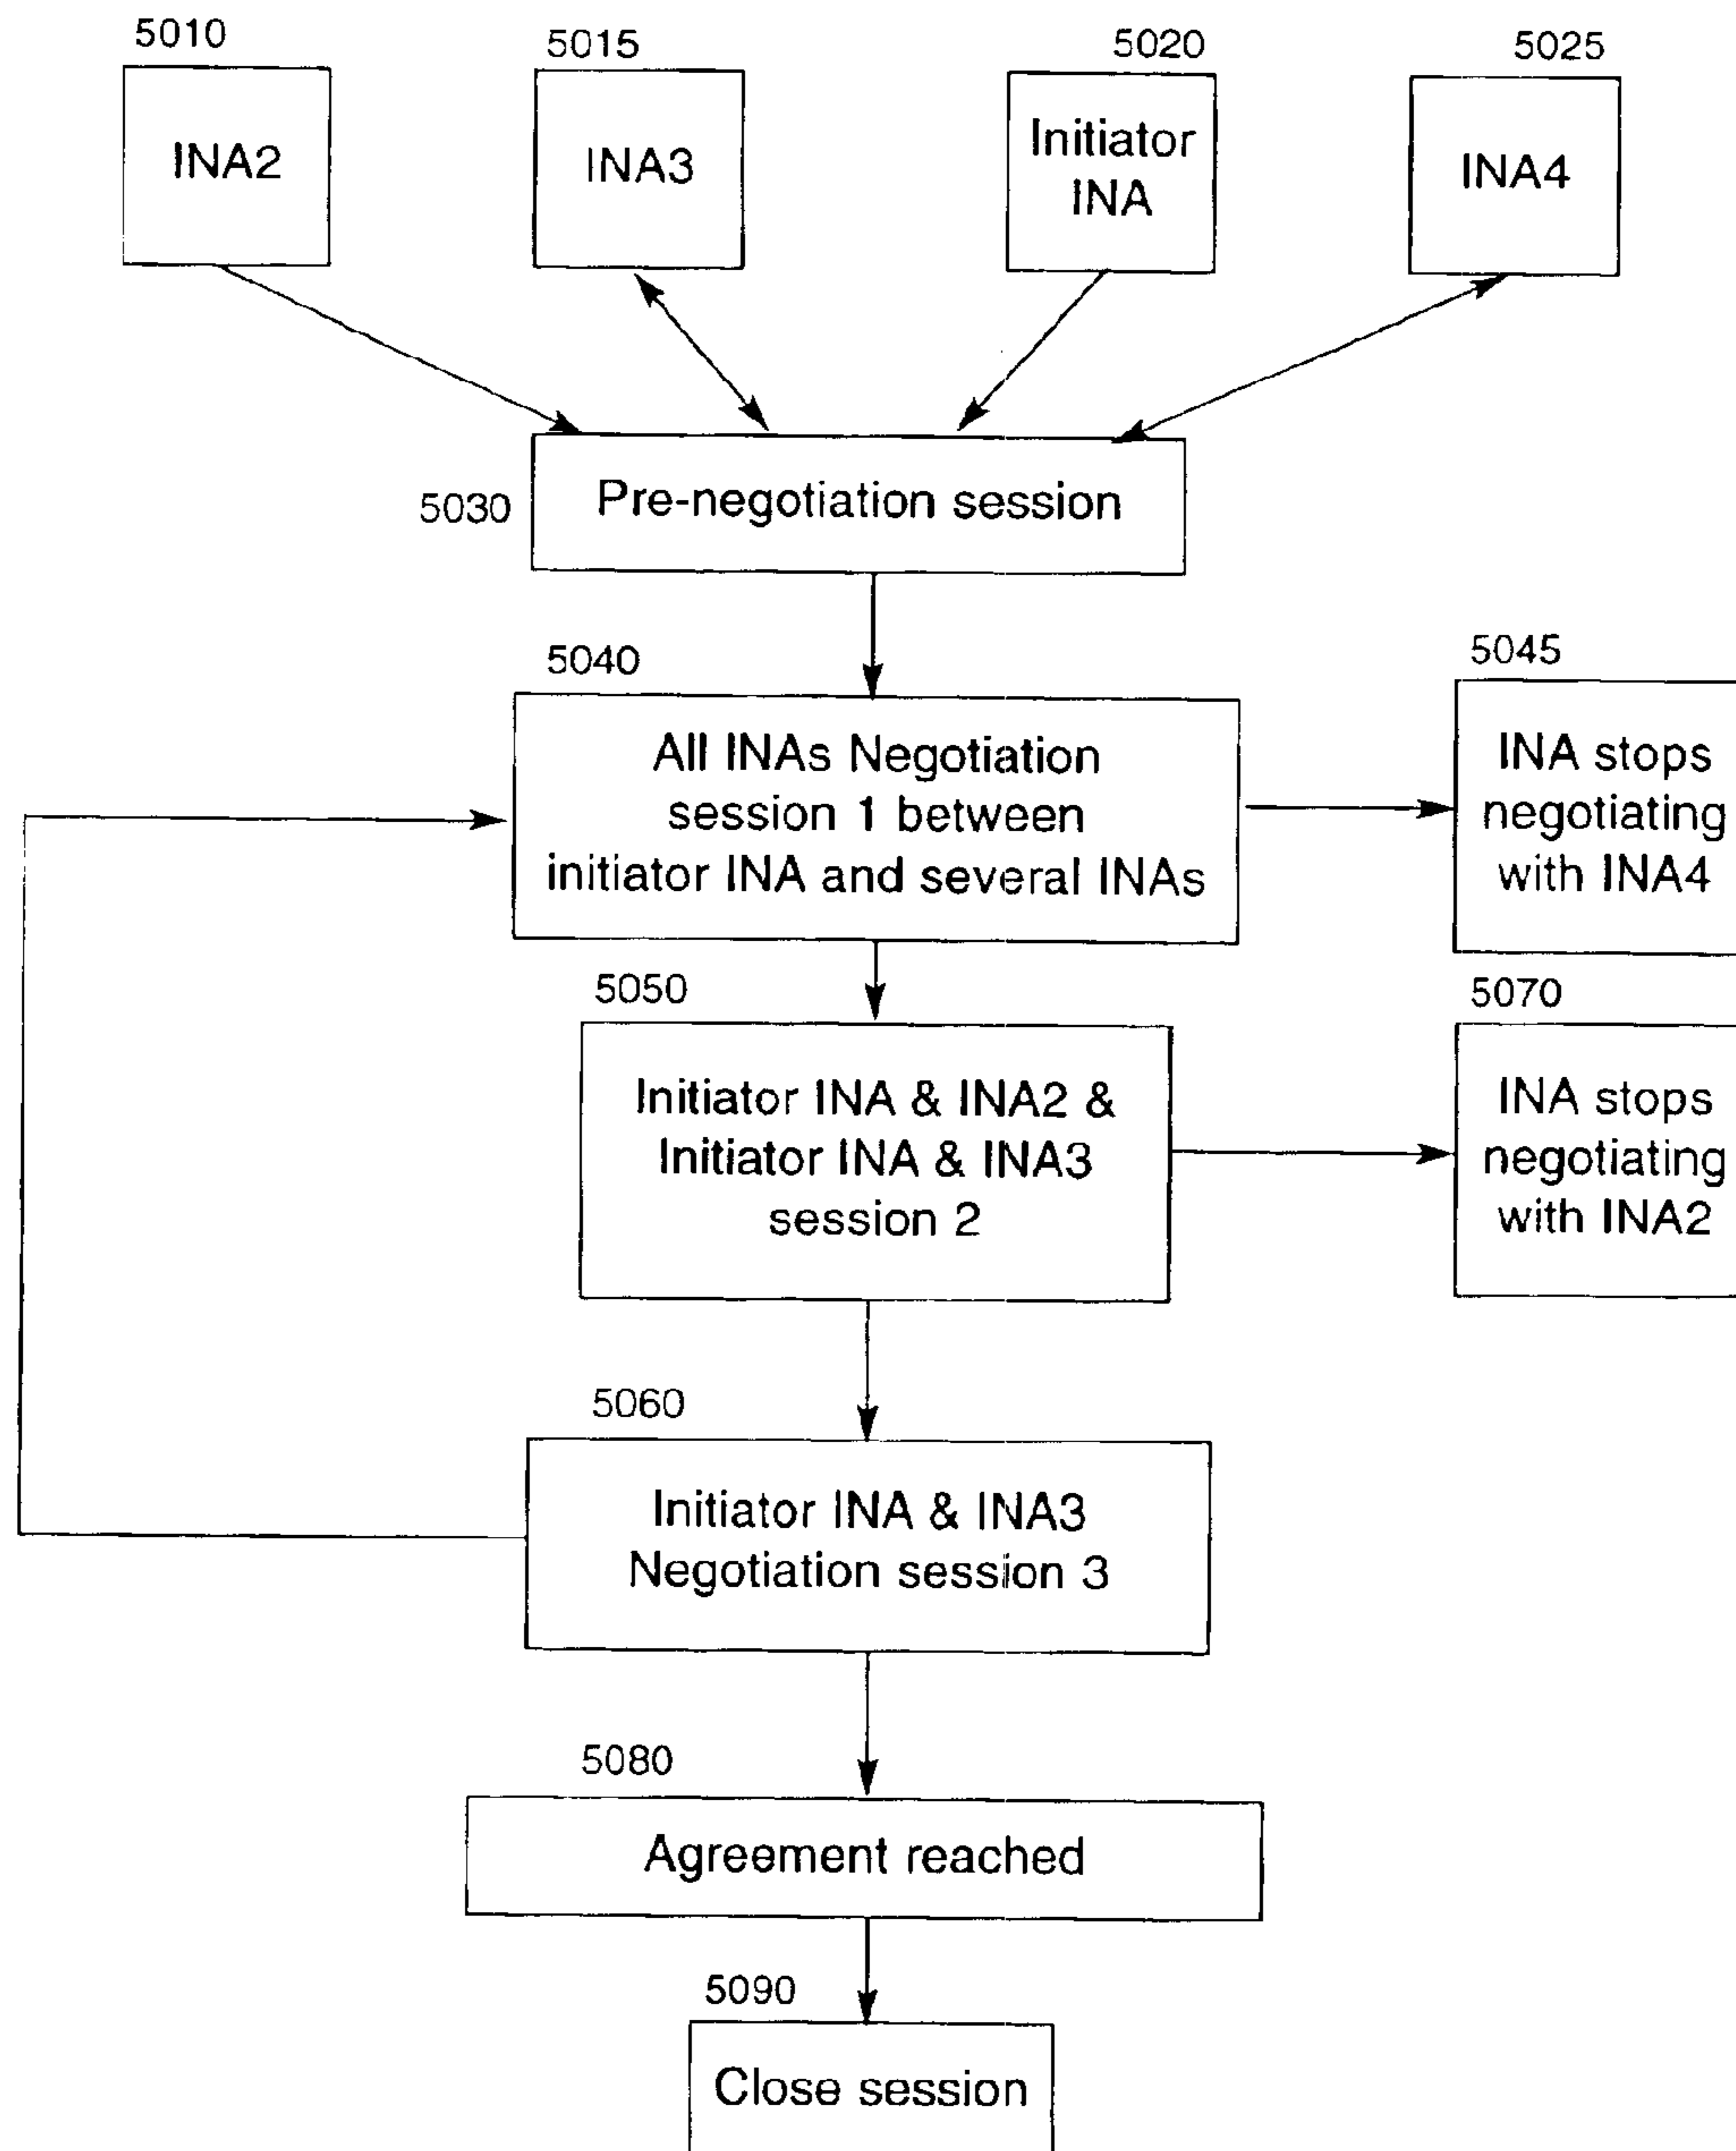 5010
5015
5020
5025
INA2
INA3
Initiator
INA
INA4
5030
Pre-negotiation session
5040
All INAs Negotiation
session 1 between
initiator INA and several INAs
5045
INA stops
negotiating
with INA4
5050
Initiator INA & INA2 &
Initiator INA & INA3
session 2
5070
INA stops
negotiating
with INA2
5060
Initiator INA & INA3
Negotiation session 3
5080
Agreement reached
5090
Close session